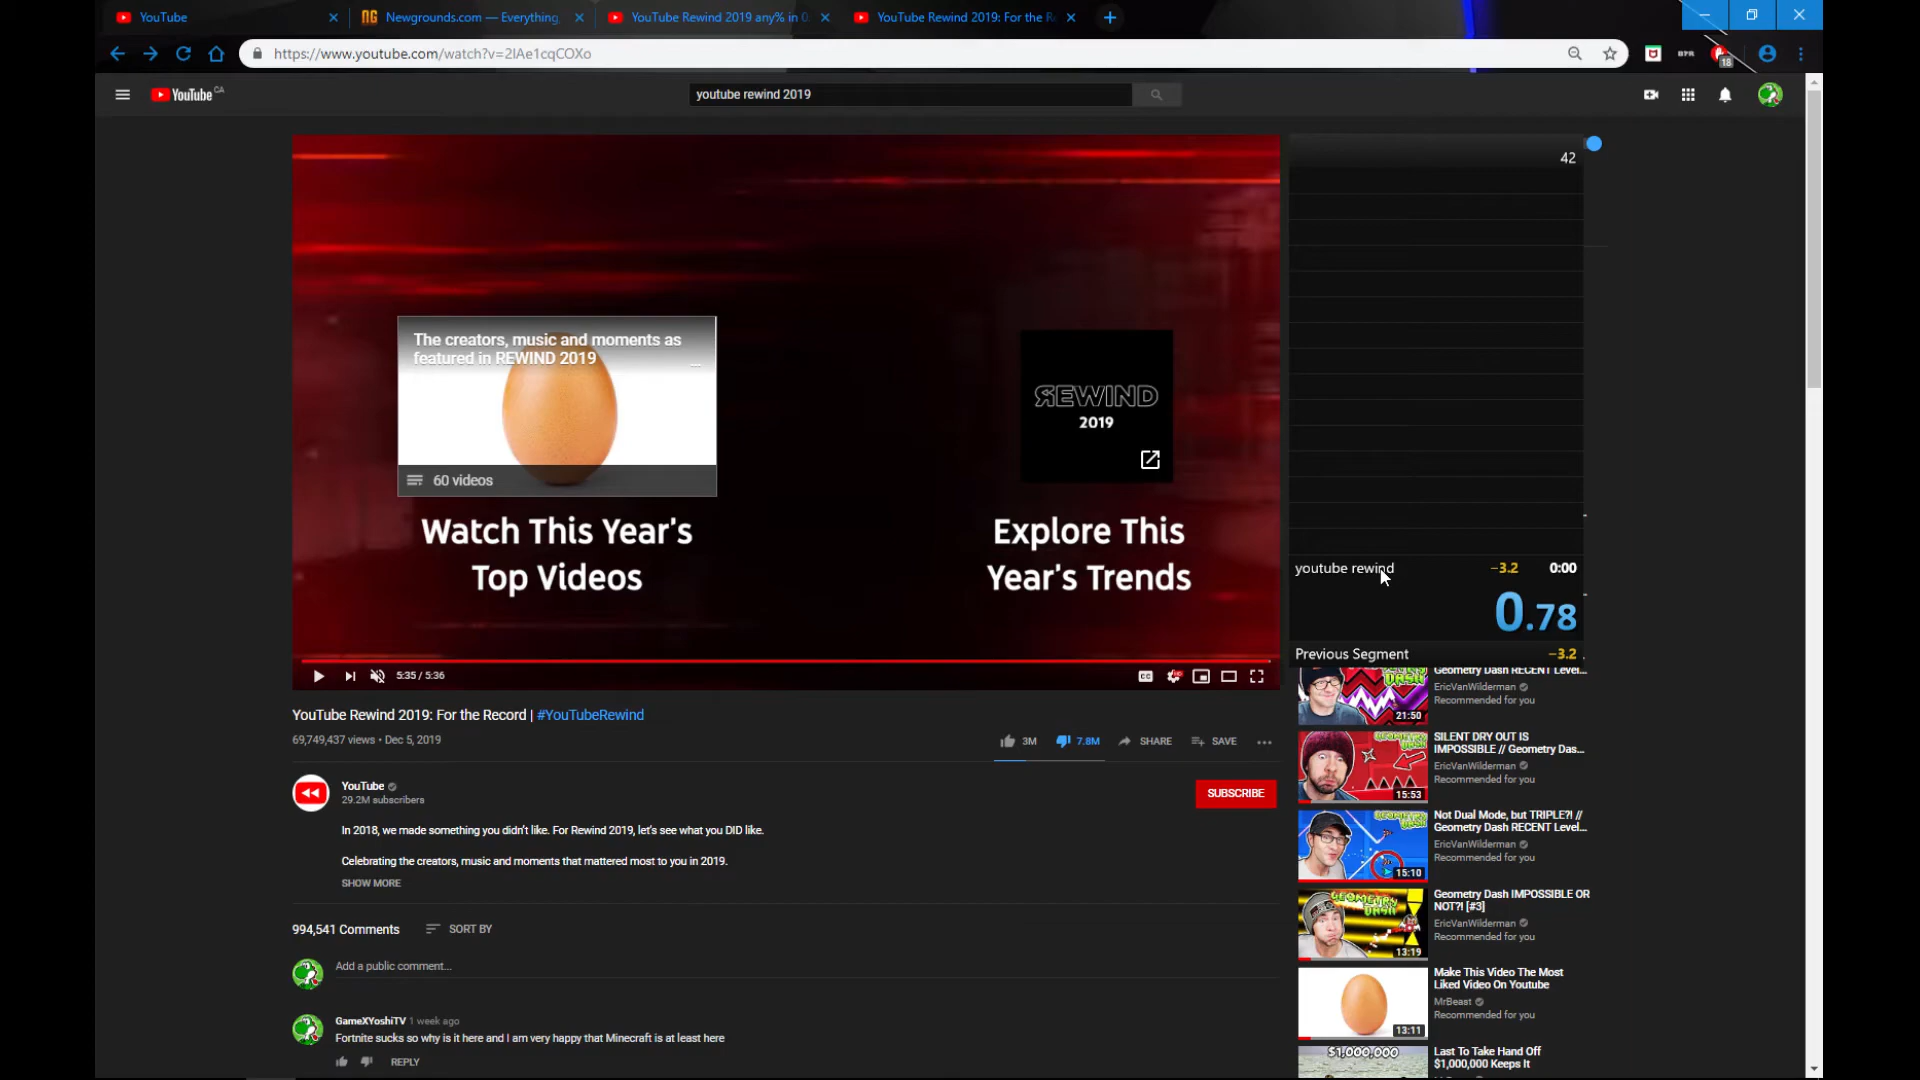 YouTube
Newgrounds.com — Everything,
YouTube Rewind 2019 any% in 0.
YouTube Rewind 2019: For the R
https://www.youtube.com/watch?v=2lAe1cqCOXo
18
YouTube CA
youtube rewind 2019
42
The creators, music and moments as
featured in REWIND 2019
60 videos
REWIND
2019
Watch This Year's
Top Videos
Explore This
Year's Trends
youtube rewind -3.2 0:00
0.78
Previous Segment -3.2
5:35 / 5:36
CC
YouTube Rewind 2019: For the Record | #YouTubeRewind
69,749,437 views • Dec 5, 2019
3M 7.8M SHARE SAVE
YouTube
29.2M subscribers
SUBSCRIBE
In 2018, we made something you didn't like. For Rewind 2019, let's see what you DID like.
Celebrating the creators, music and moments that mattered most to you in 2019.
SHOW MORE
994,541 Comments SORT BY
Add a public comment...
GameXYoshiTV 1 week ago
Fortnite sucks so why is it here and I am very happy that Minecraft is at least here
REPLY
Geometry Dash RECENT Level...
EricVanWilderman
Recommended for you
21:50
SILENT DRY OUT IS
IMPOSSIBLE // Geometry Das...
EricVanWilderman
Recommended for you
15:53
Not Dual Mode, but TRIPLE?! //
Geometry Dash RECENT Level...
EricVanWilderman
Recommended for you
15:10
Geometry Dash IMPOSSIBLE OR
NOT?! [#3]
EricVanWilderman
Recommended for you
GEOMETRY
DASH
13:19
Make This Video The Most
Liked Video On Youtube
MrBeast
Recommended for you
13:11
Last To Take Hand Off
$1,000,000 Keeps It
$1,000,000